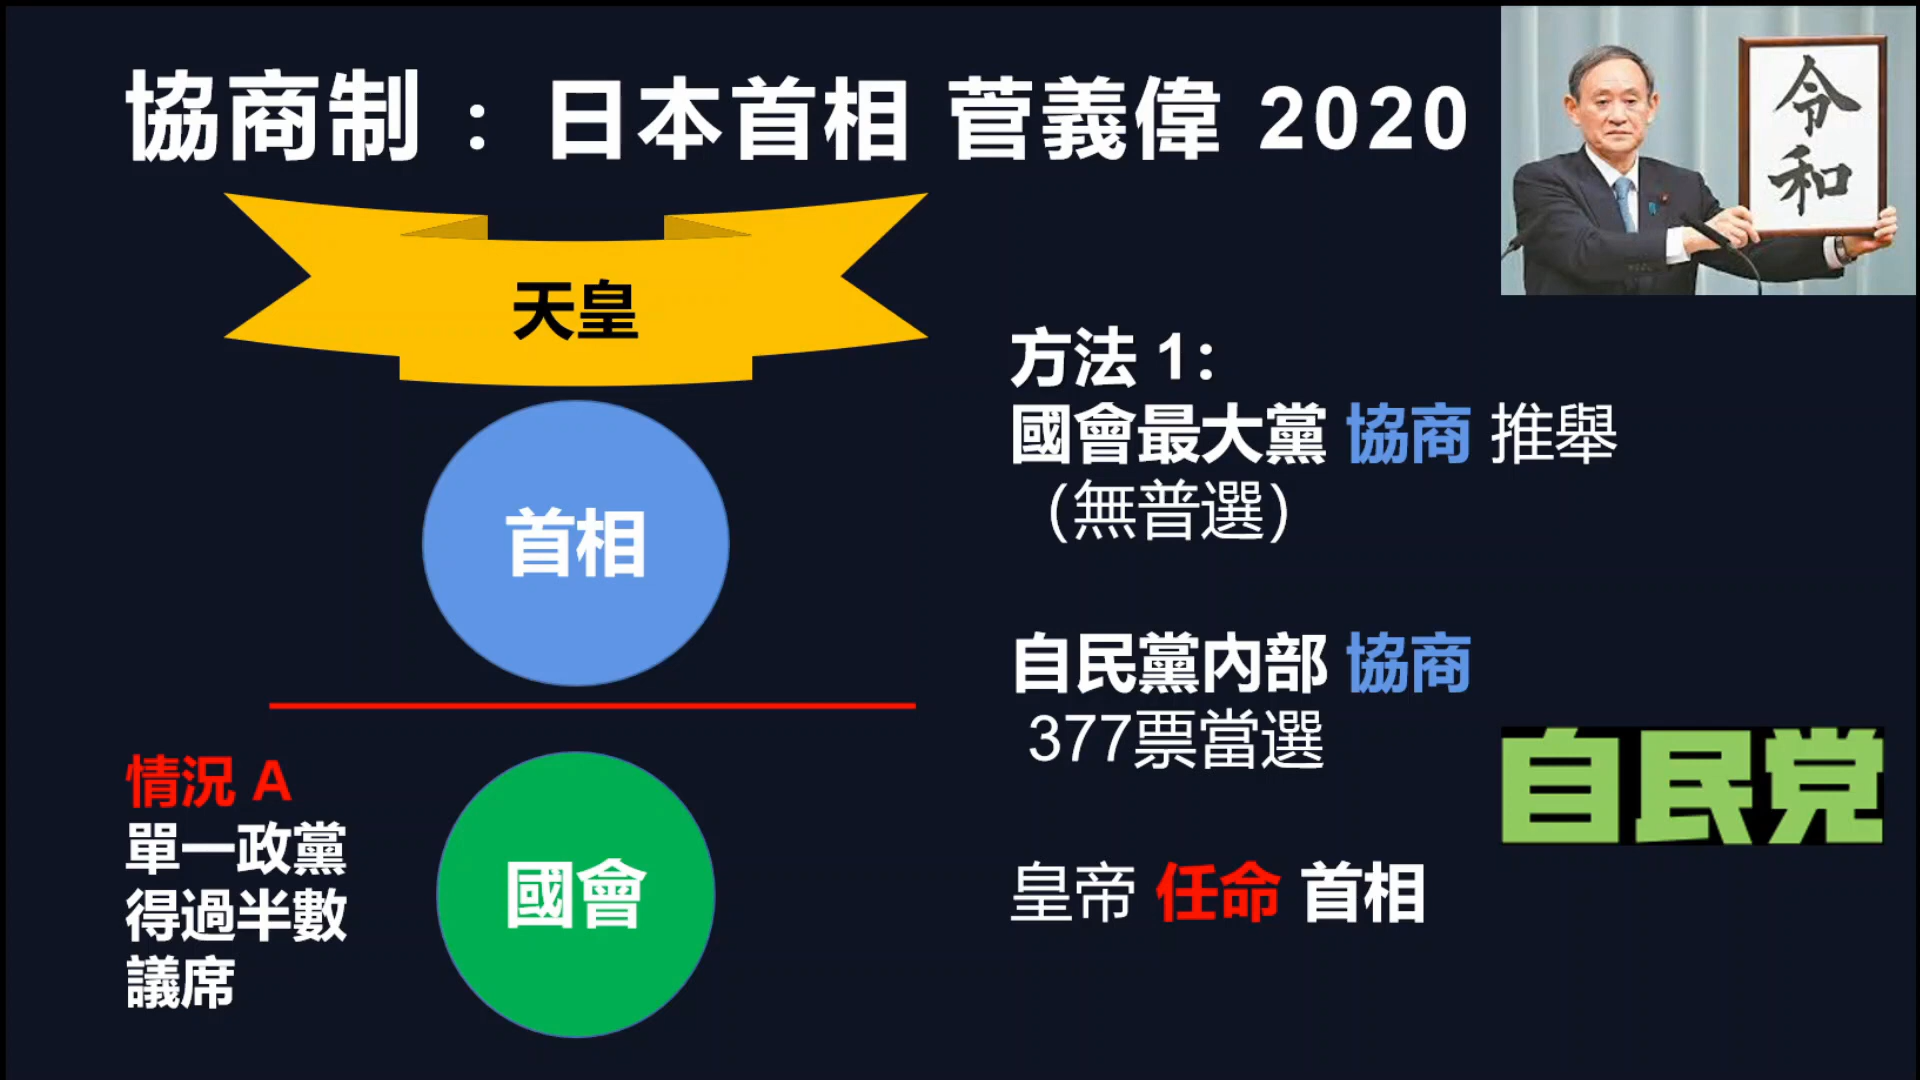 協商制：日本首相 菅義偉 2020
令和
天皇
首相
國會
情況 A
單一政黨
得過半數
議席
方法 1：
國會最大黨 協商 推舉
（無普選）
自民黨內部 協商
377票當選
自民党
皇帝 任命 首相